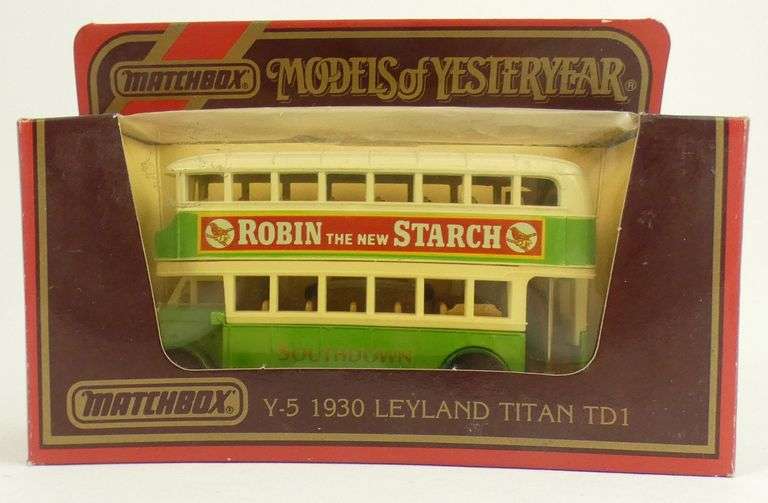 MATCHBOX MODELS of YESTERYEAR®
ROBIN THE NEW STARCH
SOUTHDOWN
MATCHBOX Y-5 1930 LEYLAND TITAN TD1